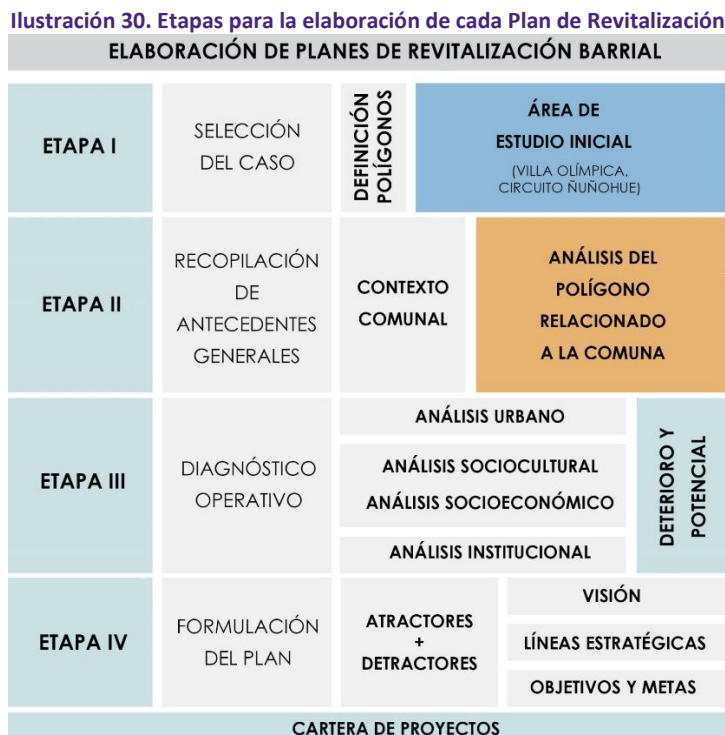 Ilustración 30. Etapas para la elaboración de cada Plan de Revitalización
ELABORACIÓN DE PLANES DE REVITALIZACIÓN BARRIAL
ETAPA I
SELECCIÓN
DEL CASO
DEFINICIÓN
POLÍGONOS
ÁREA DE
ESTUDIO INICIAL
(VILLA OLÍMPICA,
CIRCUITO ÑUÑOHUE)
ETAPA II
RECOPILACIÓN
DE
ANTECEDENTES
GENERALES
CONTEXTO
COMUNAL
ANÁLISIS DEL
POLÍGONO
RELACIONADO
A LA COMUNA
ETAPA III
DIAGNÓSTICO
OPERATIVO
ANÁLISIS URBANO
ANÁLISIS SOCIOCULTURAL
ANÁLISIS SOCIOECONÓMICO
ANÁLISIS INSTITUCIONAL
DETERIORO Y
POTENCIAL
ETAPA IV
FORMULACIÓN
DEL PLAN
ATRACTORES
+
DETRACTORES
VISIÓN
LÍNEAS ESTRATÉGICAS
OBJETIVOS Y METAS
CARTERA DE PROYECTOS